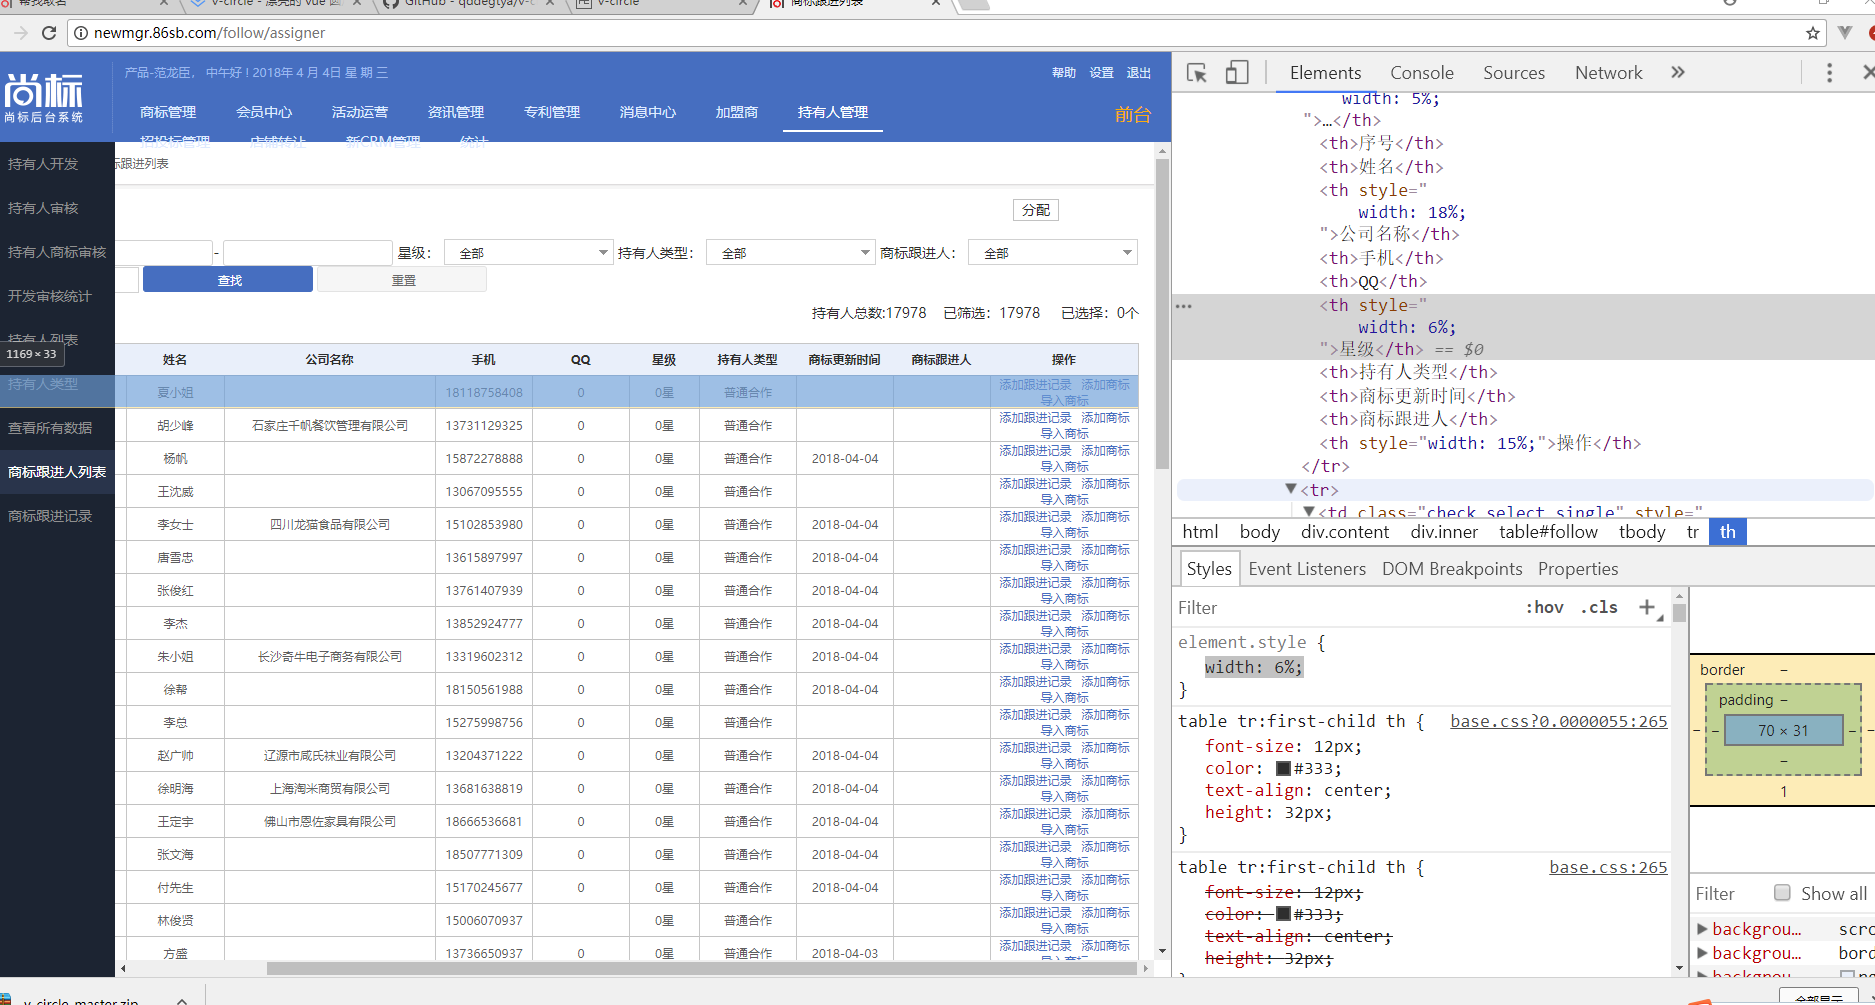 v-circle - 漂亮的 vue 圆
GitHub - qddegtya/v-c
v-circle
商标跟进列表
newmgr.86sb.com/follow/assigner
尚标
尚标后台系统
产品-范龙臣， 中午好 ! 2018年 4 月 4日 星 期 三
帮助 设置 退出
商标管理 会员中心 活动运营 资讯管理 专利管理 消息中心 加盟商 持有人管理
前台
招投标管理 店铺转让 新CRM管理 统计
持有人开发
持有人审核
持有人商标审核
开发审核统计
持有人列表
1169 × 33
持有人类型
查看所有数据
商标跟进人列表
商标跟进记录
标跟进列表
分配
- 星级： 全部 持有人类型： 全部 商标跟进人： 全部
查找 重置
持有人总数:17978 已筛选：17978 已选择：0个
姓名 公司名称 手机 QQ 星级 持有人类型 商标更新时间 商标跟进人 操作
夏小姐 18118758408 0 0星 普通合作 添加跟进记录 添加商标
导入商标
胡少峰 石家庄千帆餐饮管理有限公司 13731129325 0 0星 普通合作 添加跟进记录 添加商标
导入商标
杨帆 15872278888 0 0星 普通合作 2018-04-04 添加跟进记录 添加商标
导入商标
王沈威 13067095555 0 0星 普通合作 添加跟进记录 添加商标
导入商标
李女士 四川龙猫食品有限公司 15102853980 0 0星 普通合作 2018-04-04 添加跟进记录 添加商标
导入商标
唐雪忠 13615897997 0 0星 普通合作 2018-04-04 添加跟进记录 添加商标
导入商标
张俊红 13761407939 0 0星 普通合作 2018-04-04 添加跟进记录 添加商标
导入商标
李杰 13852924777 0 0星 普通合作 2018-04-04 添加跟进记录 添加商标
导入商标
朱小姐 长沙奇牛电子商务有限公司 13319602312 0 0星 普通合作 2018-04-04 添加跟进记录 添加商标
导入商标
徐帮 18150561988 0 0星 普通合作 2018-04-04 添加跟进记录 添加商标
导入商标
李总 15275998756 0 0星 普通合作 添加跟进记录 添加商标
导入商标
赵广帅 辽源市咸氏袜业有限公司 13204371222 0 0星 普通合作 2018-04-04 添加跟进记录 添加商标
导入商标
徐明海 上海淘米商贸有限公司 13681638819 0 0星 普通合作 2018-04-04 添加跟进记录 添加商标
导入商标
王定宇 佛山市恩佐家具有限公司 18666536681 0 0星 普通合作 2018-04-04 添加跟进记录 添加商标
导入商标
张文海 18507771309 0 0星 普通合作 2018-04-04 添加跟进记录 添加商标
导入商标
付先生 15170245677 0 0星 普通合作 2018-04-04 添加跟进记录 添加商标
导入商标
林俊贤 15006070937 0星 普通合作 添加跟进记录 添加商标
导入商标
方盛 13736650937 0 0星 普通合作 2018-04-03 添加跟进记录 添加商标
Elements Console Sources Network »
width: 5%;
">…</th>
<th>序号</th>
<th>姓名</th>
<th style="
width: 18%;
">公司名称</th>
<th>手机</th>
<th>QQ</th>
<th style="
width: 6%;
">星级</th> == $0
<th>持有人类型</th>
<th>商标更新时间</th>
<th>商标跟进人</th>
<th style="width: 15%;">操作</th>
</tr>
<tr>
<td class="check select single" style="
html body div.content div.inner table#follow tbody tr th
Styles Event Listeners DOM Breakpoints Properties
Filter :hov .cls +
element.style {
width: 6%;
}
table tr:first-child th { base.css?0.0000055:265
font-size: 12px;
color: #333;
text-align: center;
height: 32px;
}
table tr:first-child th { base.css:265
font-size: 12px;
color: #333;
text-align: center;
height: 32px;
border –
padding –
– – 70 × 31 – –
–
1
Filter Show all
backgrou… scro
backgrou… bord
backgrou…
v-circle-master.zip
全部显示